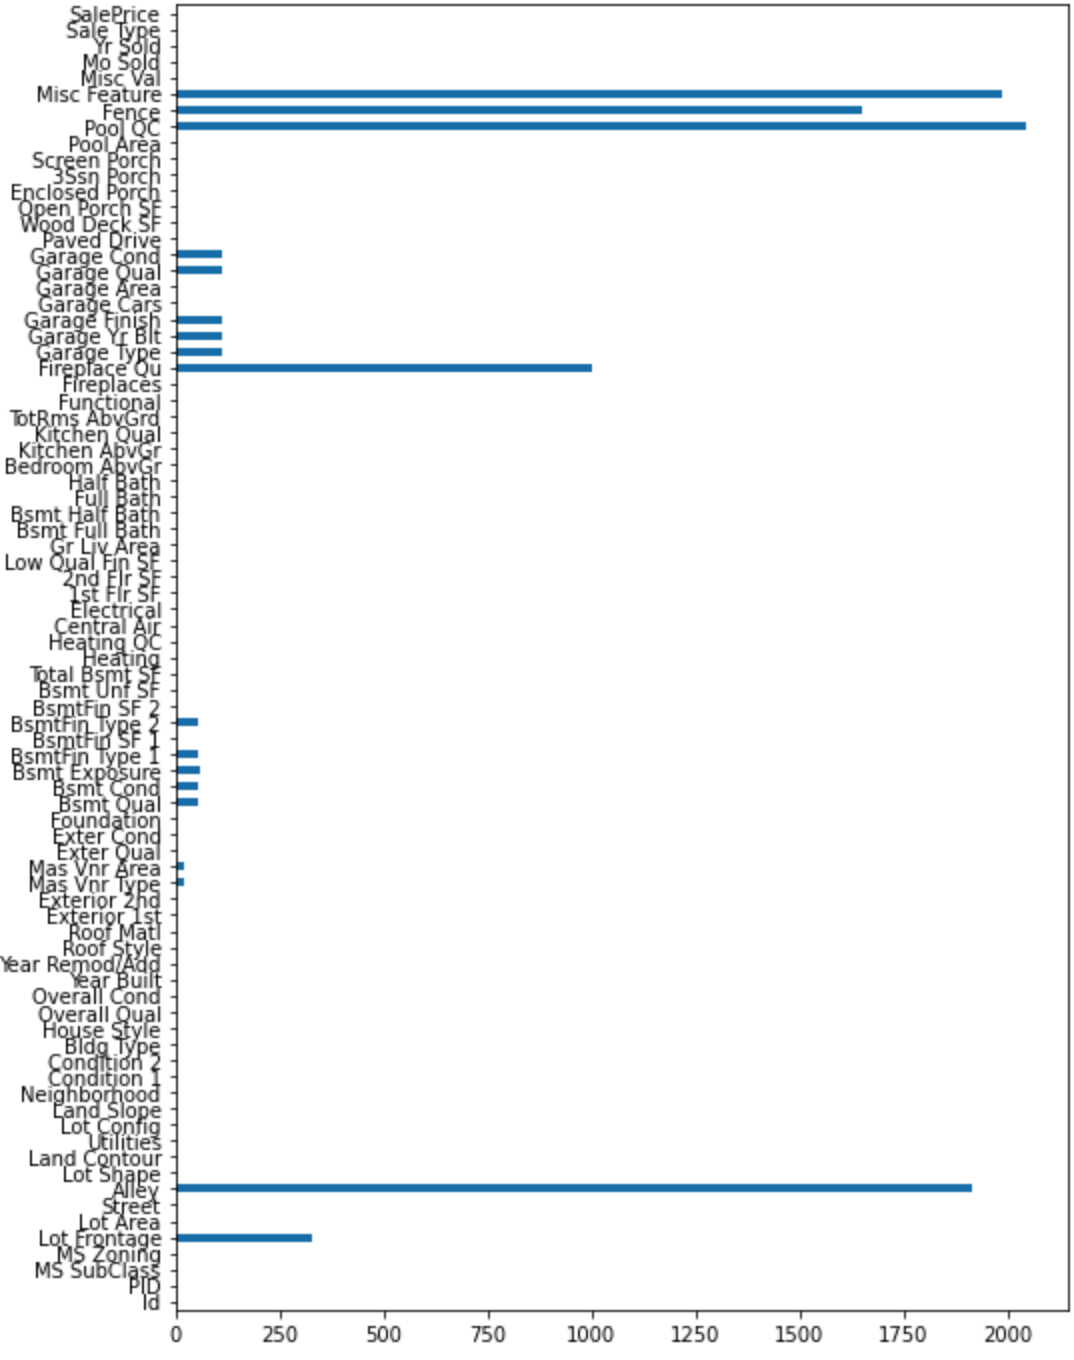 SalePrice
Sale Type
Yr Sold
Mo Sold
Misc Val
Misc Feature
Fence
Pool QC
Pool Area
Screen Porch
3Ssn Porch
Enclosed Porch
Open Porch SF
Wood Deck SF
Paved Drive
Garage Cond
Garage Qual
Garage Area
Garage Cars
Garage Finish
Garage Yr Blt
Garage Type
Fireplace Qu
Fireplaces
Functional
TotRms AbvGrd
Kitchen Qual
Kitchen AbvGr
Bedroom AbvGr
Half Bath
Full Bath
Bsmt Half Bath
Bsmt Full Bath
Gr Liv Area
Low Qual Fin SF
2nd Flr SF
1st Flr SF
Electrical
Central Air
Heating QC
Heating
Total Bsmt SF
Bsmt Unf SF
BsmtFin SF 2
BsmtFin Type 2
BsmtFin SF 1
BsmtFin Type 1
Bsmt Exposure
Bsmt Cond
Bsmt Qual
Foundation
Exter Cond
Exter Qual
Mas Vnr Area
Mas Vnr Type
Exterior 2nd
Exterior 1st
Roof Matl
Roof Style
Year Remod/Add
Year Built
Overall Cond
Overall Qual
House Style
Bldg Type
Condition 2
Condition 1
Neighborhood
Land Slope
Lot Config
Utilities
Land Contour
Lot Shape
Alley
Street
Lot Area
Lot Frontage
MS Zoning
MS SubClass
PID
Id
0 250 500 750 1000 1250 1500 1750 2000